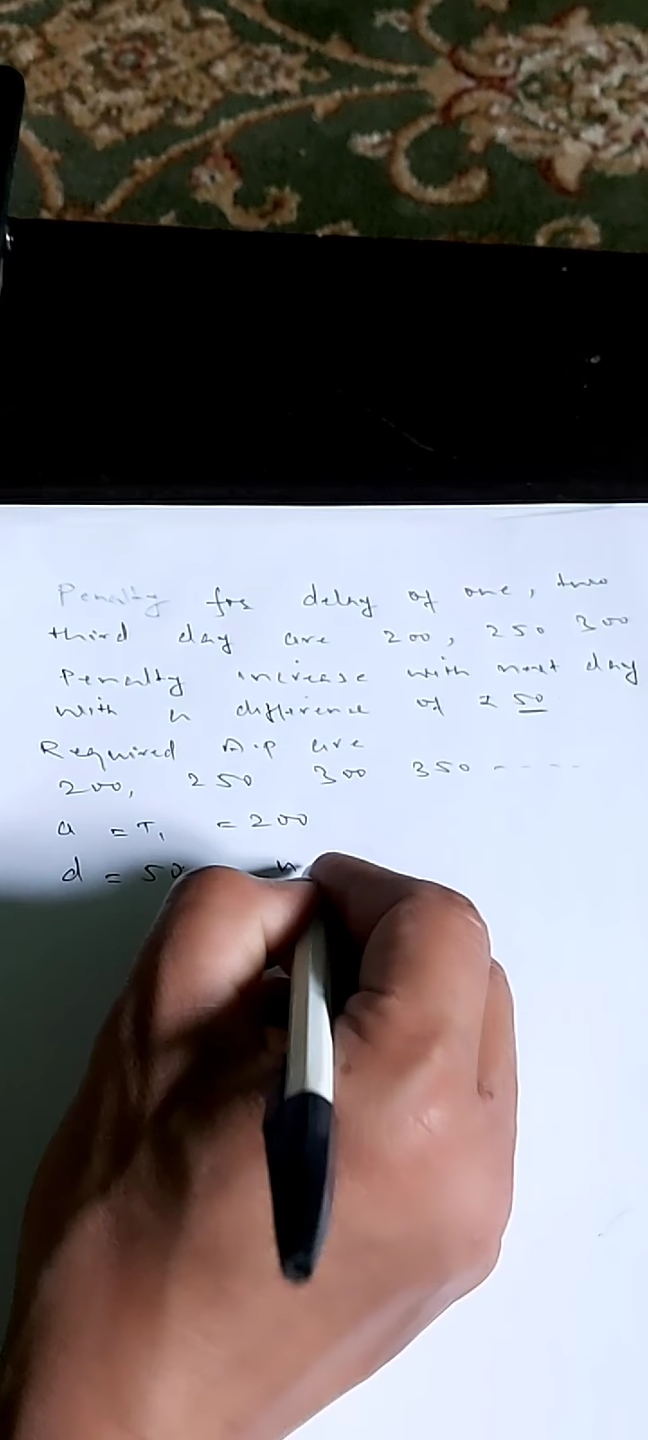 Penalty for delay of one, two
third day are 200, 250 300
Penalty increase with next day
with a difference of ₹ 50
Required A.P are
200, 250 300 350 ----
a = T₁ = 200
d = 50 n